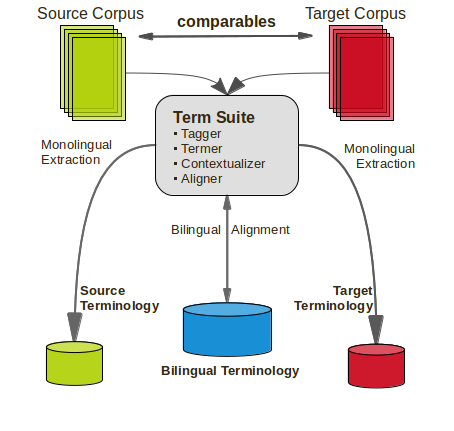 Source Corpus
comparables
Target Corpus
Term Suite
▪ Tagger
▪ Termer
▪ Contextualizer
▪ Aligner
Monolingual
Extraction
Monolingual
Extraction
Bilingual Alignment
Source
Terminology
Target
Terminology
Bilingual Terminology